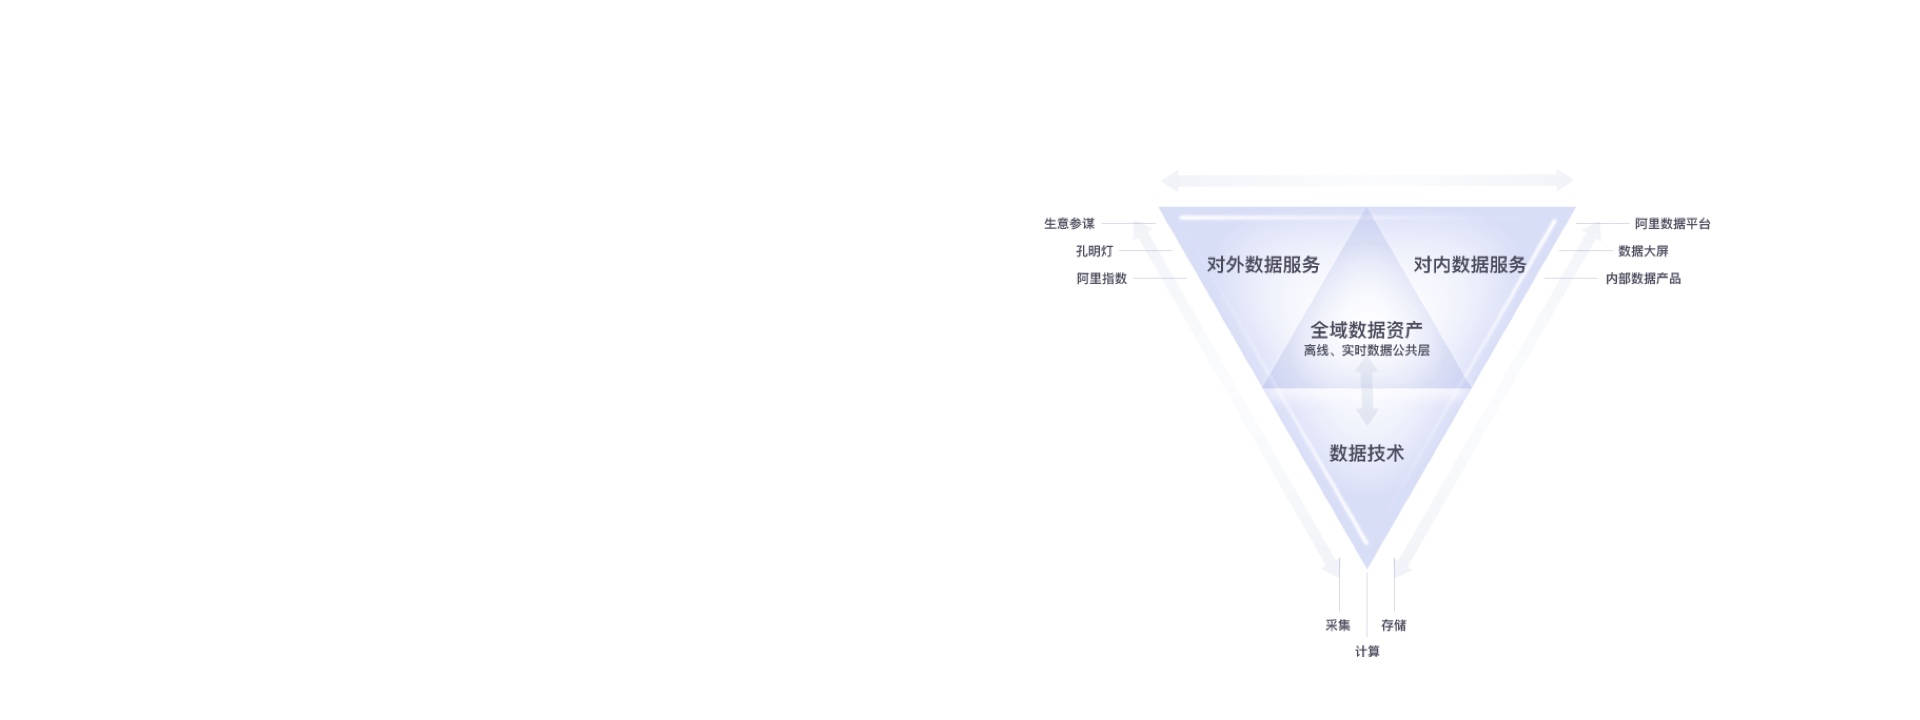 生意参谋
孔明灯
阿里指数
对外数据服务
对内数据服务
阿里数据平台
数据大屏
内部数据产品
全域数据资产
离线、实时数据公共层
数据技术
采集
存储
计算